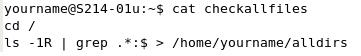 yourname@S214-01u:~$ cat checkallfiles
cd /
ls -1R | grep .*:$ > /home/yourname/alldirs